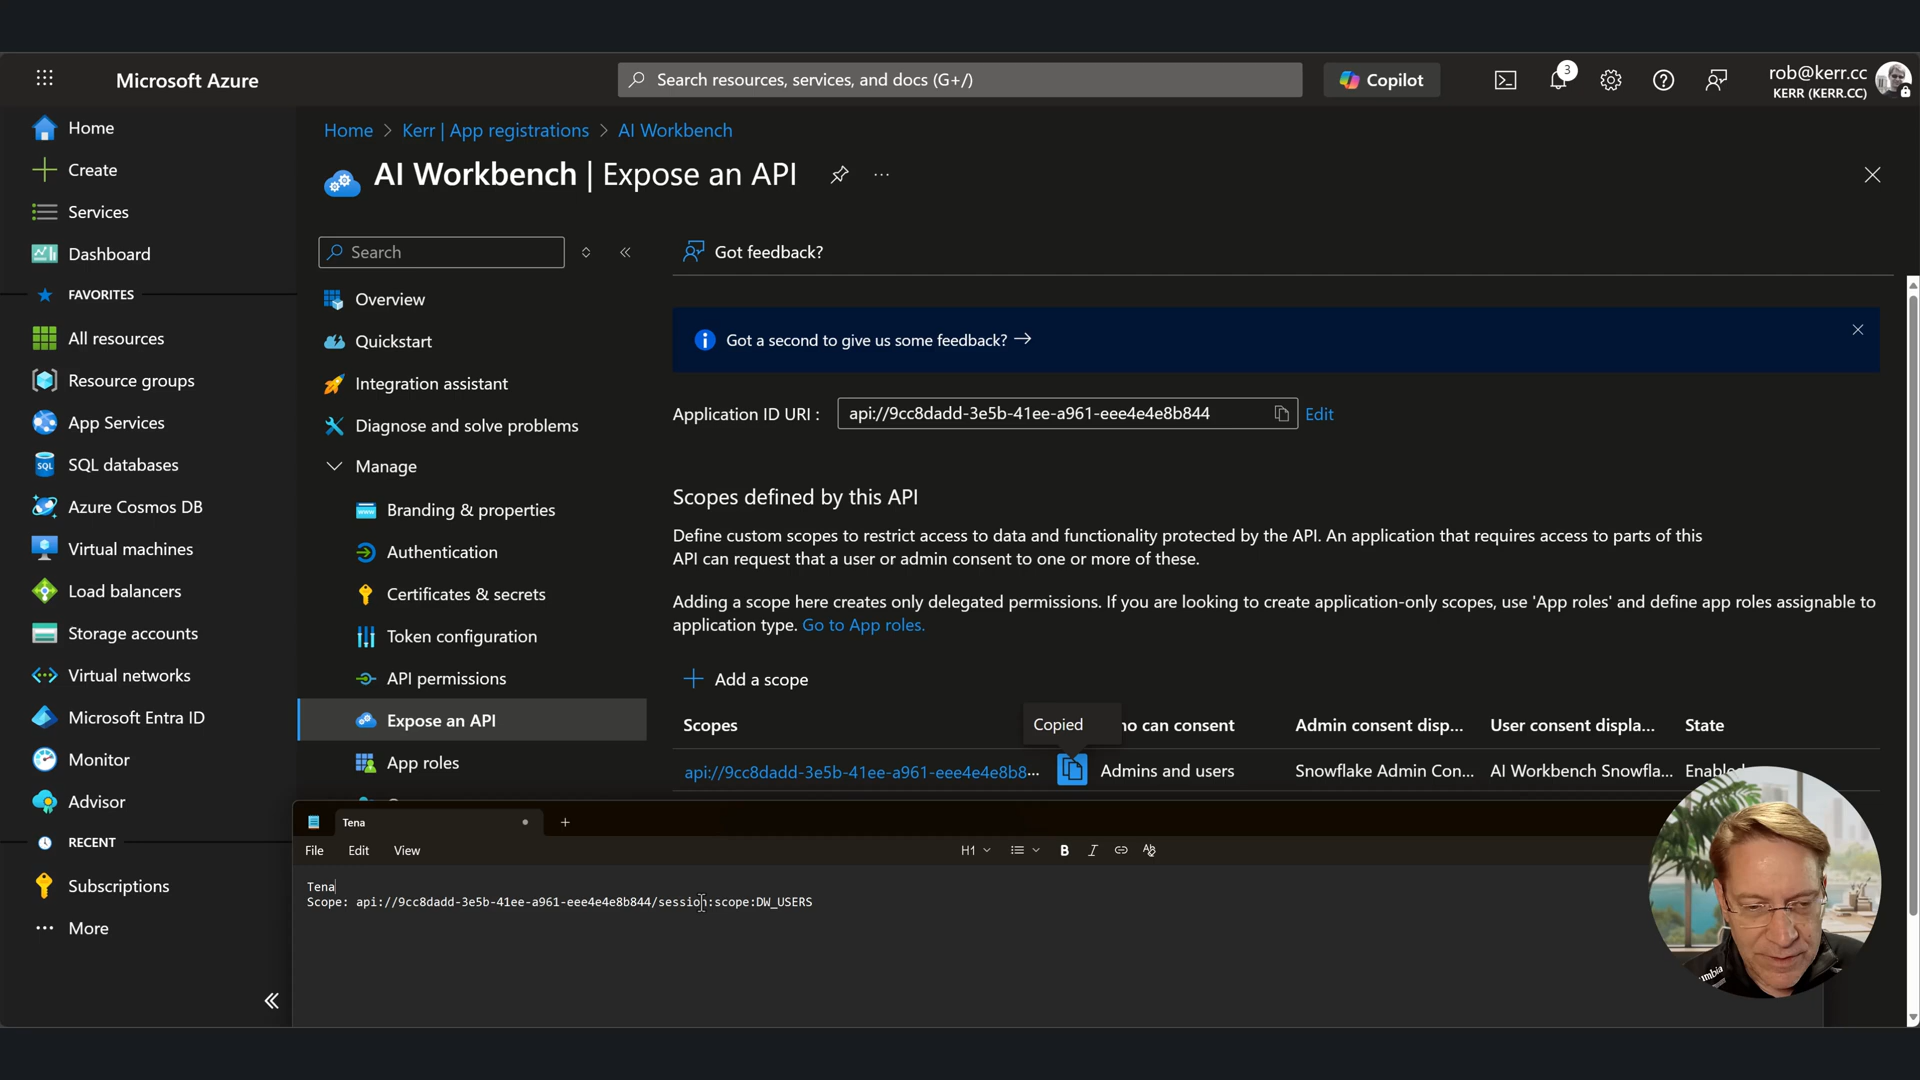 Microsoft Azure
Search resources, services, and docs (G+/)
Copilot
3
rob@kerr.cc
KERR (KERR.CC)
Home
Create
Services
Dashboard
FAVORITES
All resources
Resource groups
App Services
SQL databases
Azure Cosmos DB
Virtual machines
Load balancers
Storage accounts
Virtual networks
Microsoft Entra ID
Monitor
Advisor
RECENT
Subscriptions
More
Home > Kerr | App registrations > AI Workbench
AI Workbench | Expose an API
Search
Overview
Quickstart
Integration assistant
Diagnose and solve problems
Manage
Branding & properties
Authentication
Certificates & secrets
Token configuration
API permissions
Expose an API
App roles
Got feedback?
Got a second to give us some feedback? →
Application ID URI : api://9cc8dadd-3e5b-41ee-a961-eee4e4e8b844 Edit
Scopes defined by this API
Define custom scopes to restrict access to data and functionality protected by the API. An application that requires access to parts of this
API can request that a user or admin consent to one or more of these.
Adding a scope here creates only delegated permissions. If you are looking to create application-only scopes, use 'App roles' and define app roles assignable to
application type. Go to App roles.
Add a scope
Copied
Scopes ho can consent Admin consent disp... User consent displa... State
api://9cc8dadd-3e5b-41ee-a961-eee4e4e8b8... Admins and users Snowflake Admin Con... AI Workbench Snowfla... Enabled
Tena
File Edit View
H1 B I
Tena
Scope: api://9cc8dadd-3e5b-41ee-a961-eee4e4e8b844/session:scope:DW_USERS